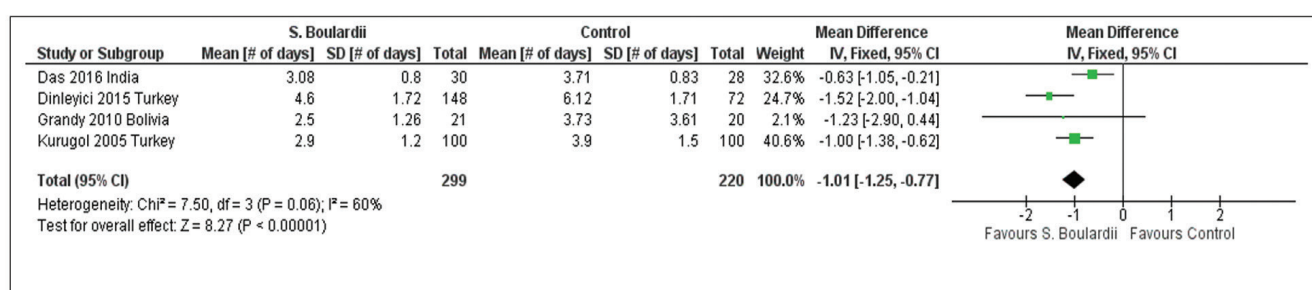 S. Boulardii Control Mean Difference Mean Difference
Study or Subgroup Mean [# of days] SD [# of days] Total Mean [# of days] SD [# of days] Total Weight IV, Fixed, 95% CI IV, Fixed, 95% CI
Das 2016 India 3.08 0.8 30 3.71 0.83 28 32.6% -0.63 [-1.05, -0.21]
Dinleyici 2015 Turkey 4.6 1.72 148 6.12 1.71 72 24.7% -1.52 [-2.00, -1.04]
Grandy 2010 Bolivia 2.5 1.26 21 3.73 3.61 20 2.1% -1.23 [-2.90, 0.44]
Kurugol 2005 Turkey 2.9 1.2 100 3.9 1.5 100 40.6% -1.00 [-1.38, -0.62]
Total (95% CI) 299 220 100.0% -1.01 [-1.25, -0.77]
Heterogeneity: Chi² = 7.50, df = 3 (P = 0.06); I² = 60%
Test for overall effect: Z = 8.27 (P < 0.00001)
-2 -1 0 1 2
Favours S. Boulardii Favours Control